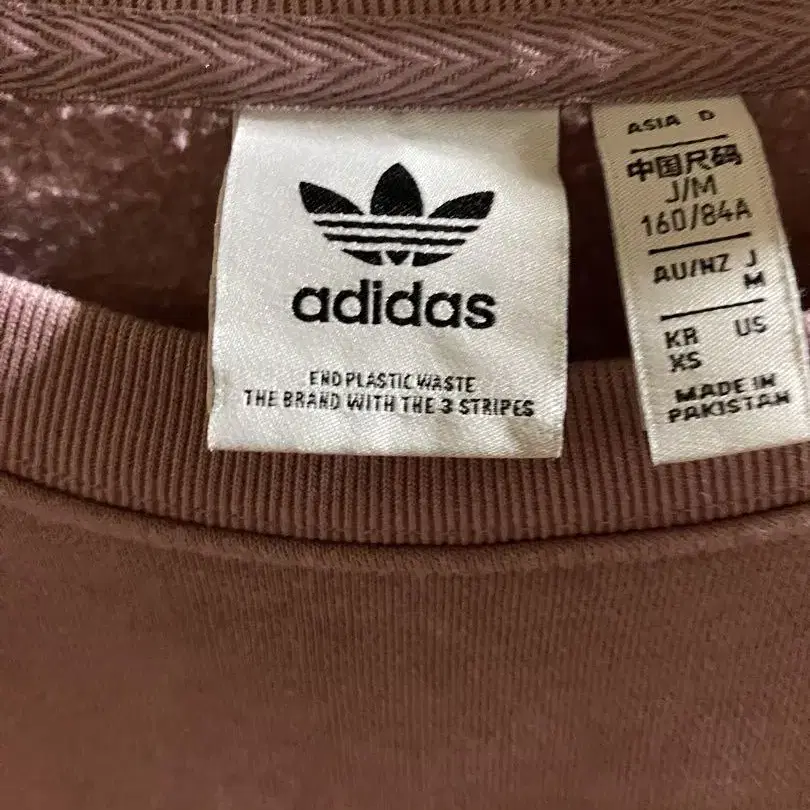 adidas
END PLASTIC WASTE
THE BRAND WITH THE 3 STRIPES
ASIA D
中国尺码
J/M
160/84A
AU/NZ J
M
KR US
XS
MADE IN
PAKISTAN